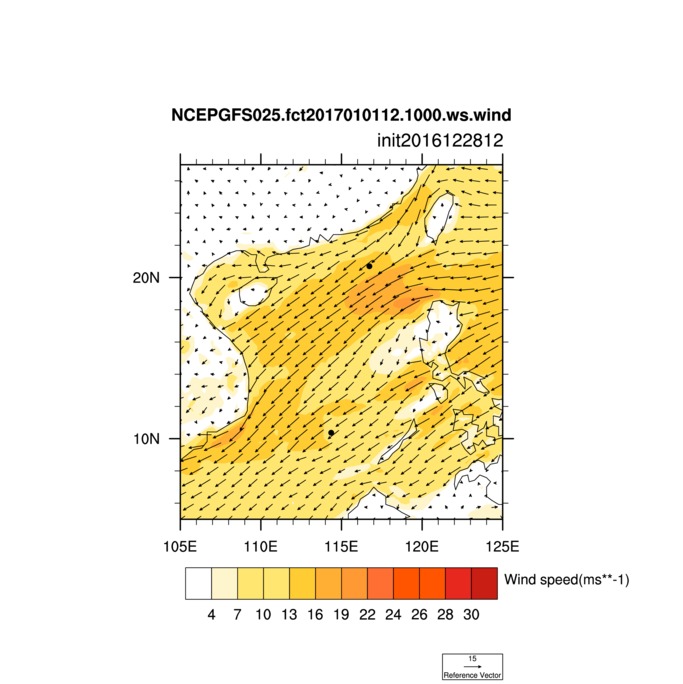 NCEPGFS025.fct2017010112.1000.ws.wind
init2016122812
20N
10N
105E 110E 115E 120E 125E
Wind speed(ms**-1)
4 7 10 13 16 19 22 24 26 28 30
15
Reference Vector